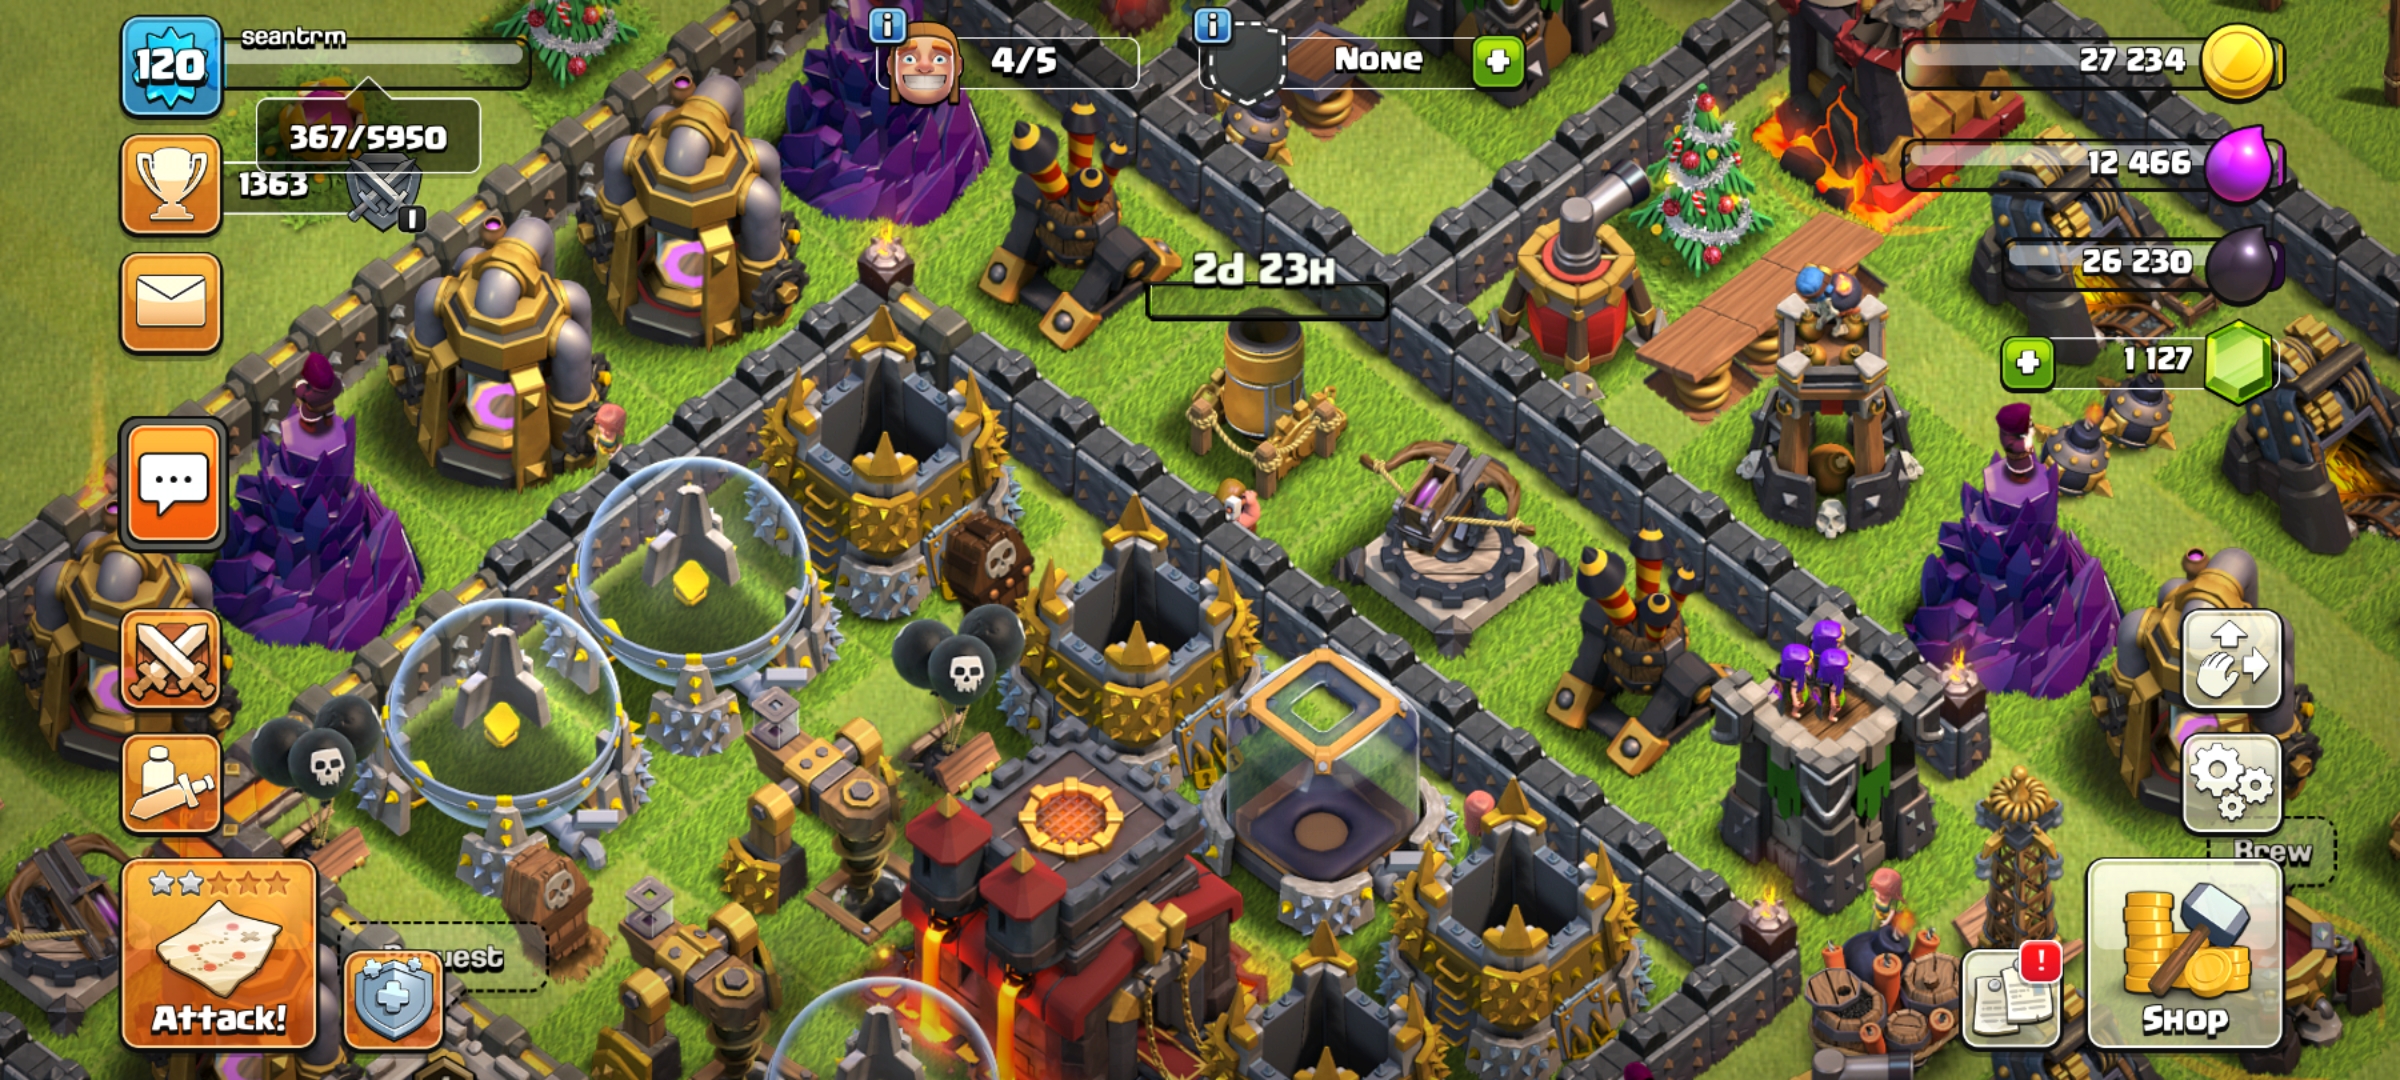 120
seantrm
367/5950
1363
I
4/5
None
27 234
12 466
26 230
1 127
2d 23h
Attack!
Request
Brew
!
Shop